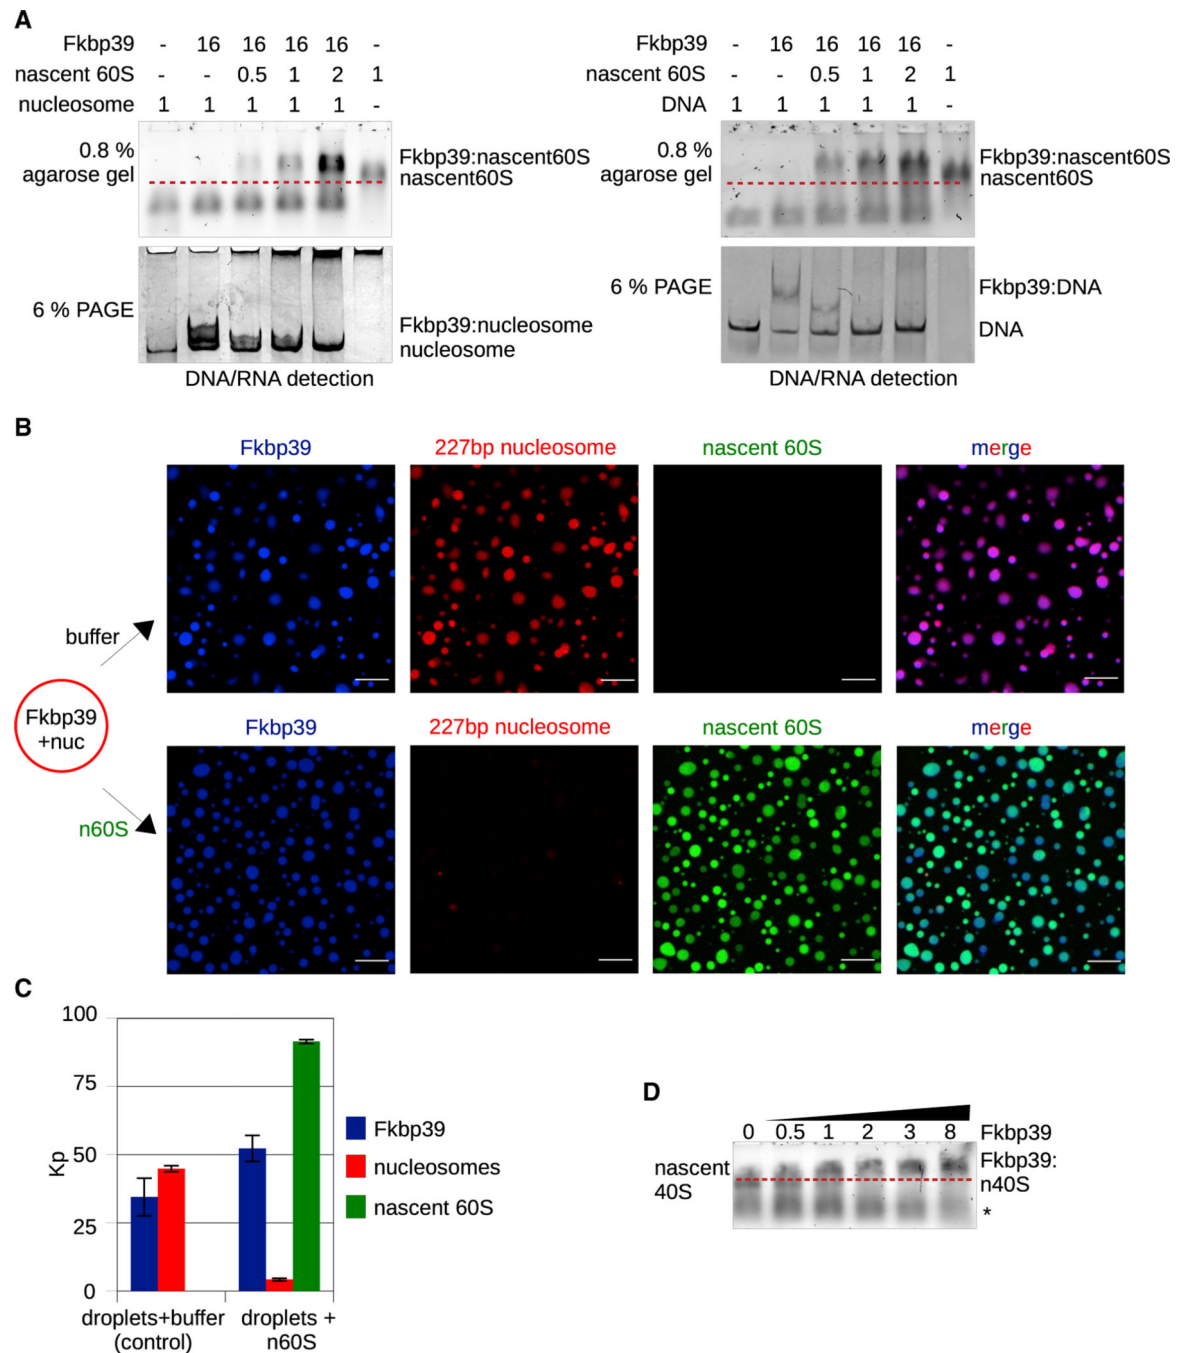 A
Fkbp39 - 16 16 16 16 -
nascent 60S - - 0.5 1 2 1
nucleosome 1 1 1 1 1 -
0.8 %
agarose gel
Fkbp39:nascent60S
nascent60S
6 % PAGE
Fkbp39:nucleosome
nucleosome
DNA/RNA detection
Fkbp39 - 16 16 16 16 -
nascent 60S - - 0.5 1 2 1
DNA 1 1 1 1 1 -
0.8 %
agarose gel
Fkbp39:nascent60S
nascent60S
6 % PAGE
Fkbp39:DNA
DNA
DNA/RNA detection
B
Fkbp39 227bp nucleosome nascent 60S merge
buffer
Fkbp39
+nuc
n60S
Fkbp39 227bp nucleosome nascent 60S merge
C
100
75
50
25
0
Kp
droplets+buffer
(control)
droplets +
n60S
Fkbp39
nucleosomes
nascent 60S
D
0 0.5 1 2 3 8 Fkbp39
nascent
40S
Fkbp39:
n40S
*